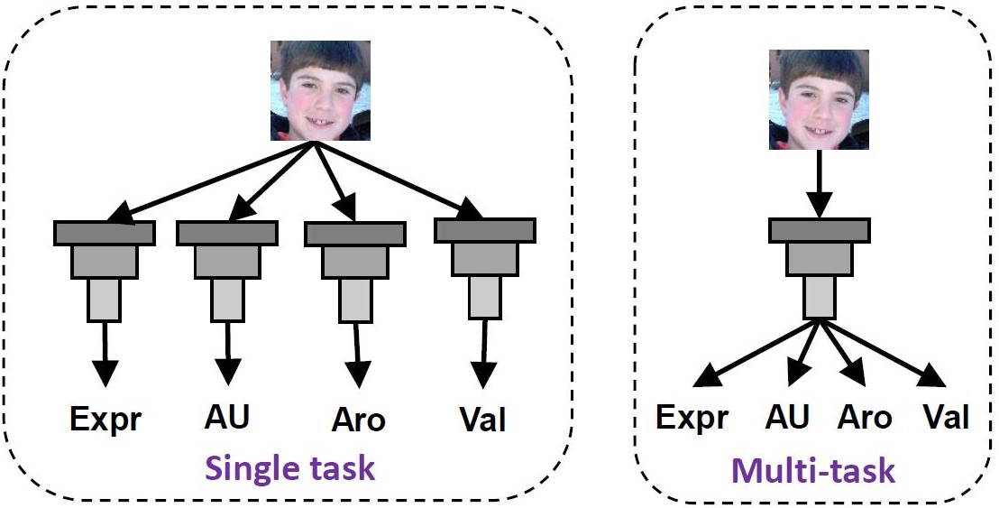 Expr AU Aro Val
Single task
Expr AU Aro Val
Multi-task